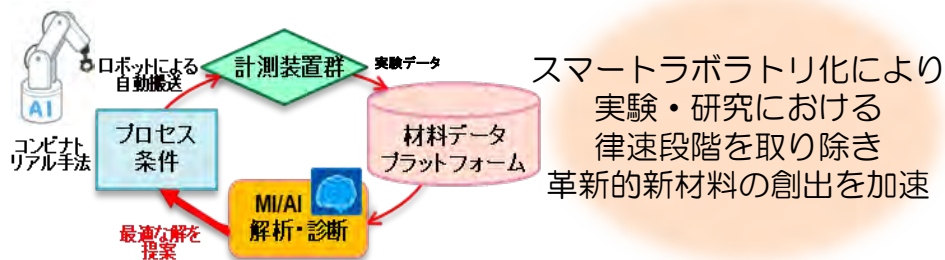 AI
コンビナト
リアル手法
ロボットによる
自動搬送
プロセス
条件
計測装置群
実験データ
材料データ
プラットフォーム
MI/AI
解析・診断
最適な解を
提案
スマートラボラトリ化により
実験・研究における
律速段階を取り除き
革新的新材料の創出を加速